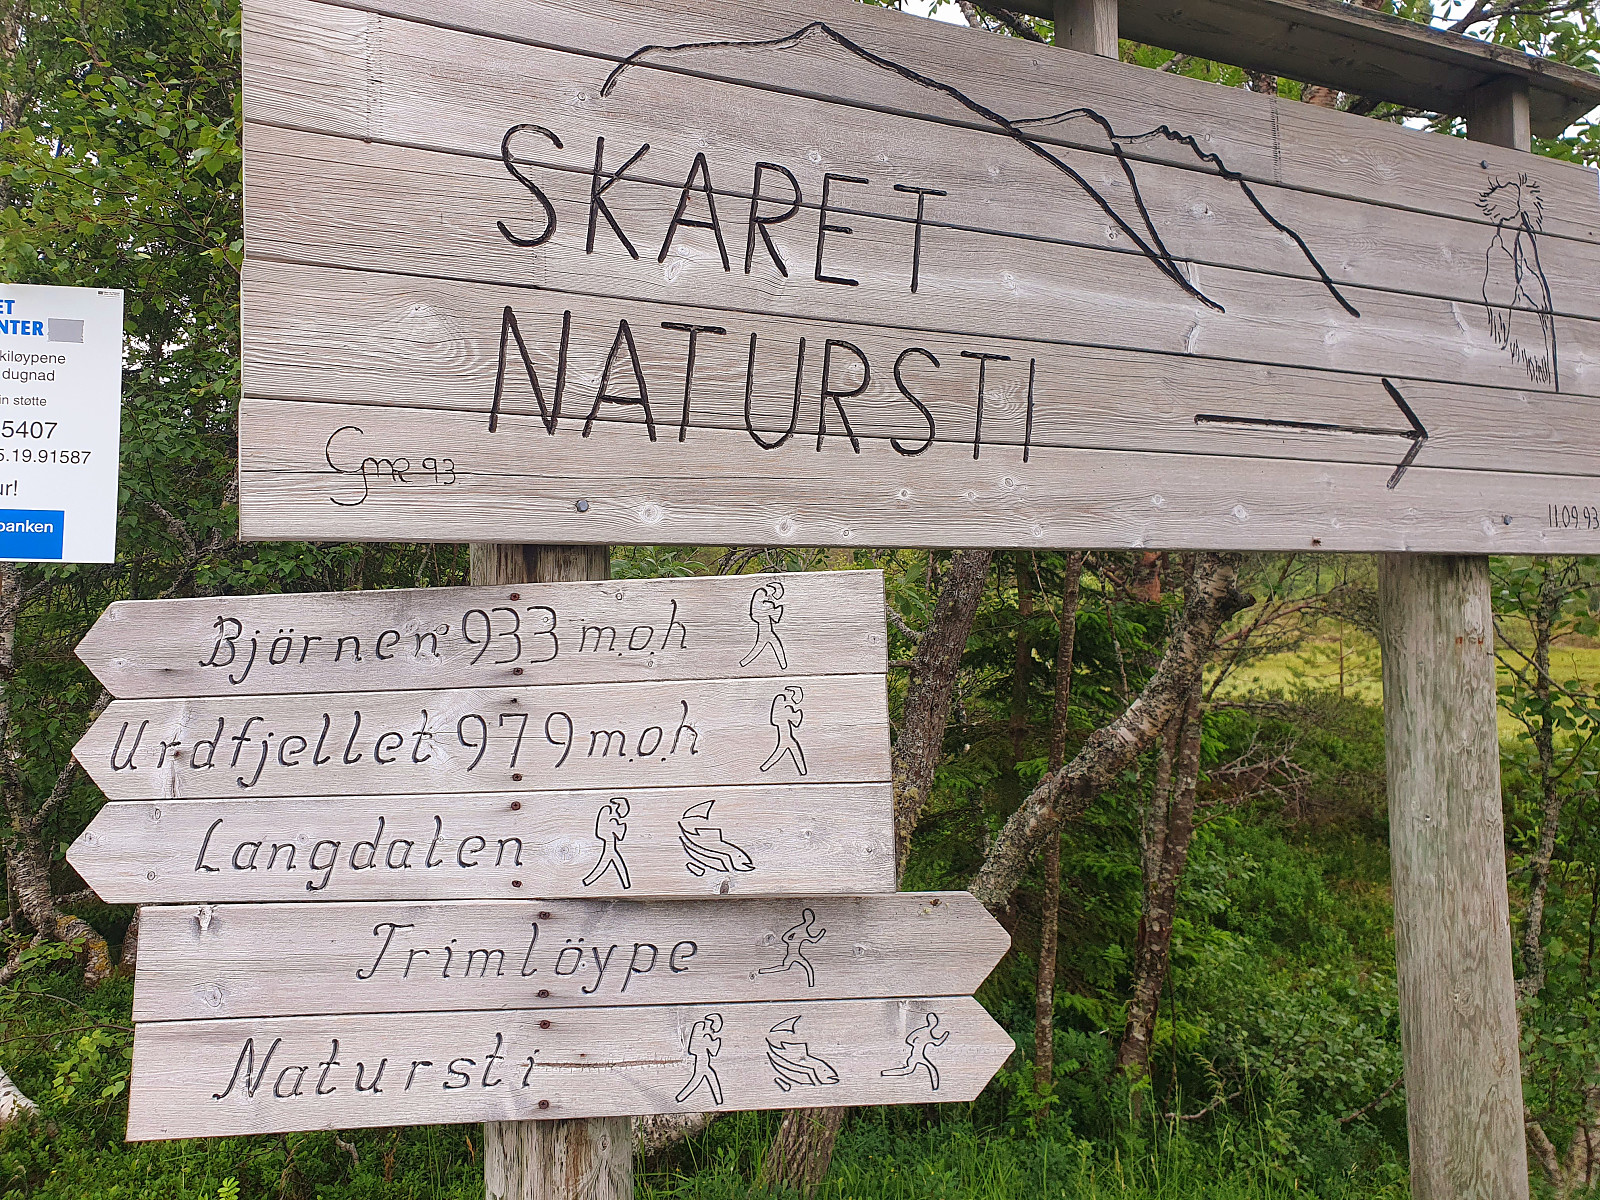 SKARET
NATURSTI
GMR 93
11.09.93
ET
NTER
kiløypene
dugnad
in støtte
5407
5.19.91587
ur!
banken
Björnen 933 m.o.h
Urdfjellet 979 m.o.h
Langdalen
Trimlöype
Natursti